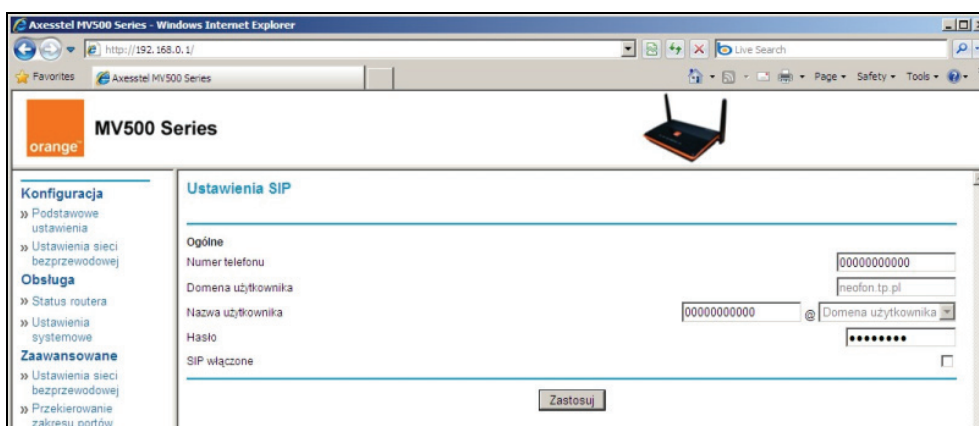 Axesstel MV500 Series - Windows Internet Explorer
http://192.168.0.1/
Live Search
Favorites
Axesstel MV500 Series
Page
Safety
Tools
orange™
MV500 Series
Konfiguracja
» Podstawowe
ustawienia
» Ustawienia sieci
bezprzewodowej
Obsługa
» Status routera
» Ustawienia
systemowe
Zaawansowane
» Ustawienia sieci
bezprzewodowej
» Przekierowanie
zakresu portów
Ustawienia SIP
Ogólne
Numer telefonu
00000000000
Domena użytkownika
neofon.tp.pl
Nazwa użytkownika
00000000000 @ Domena użytkownika
Hasło
••••••••
SIP włączone
Zastosuj